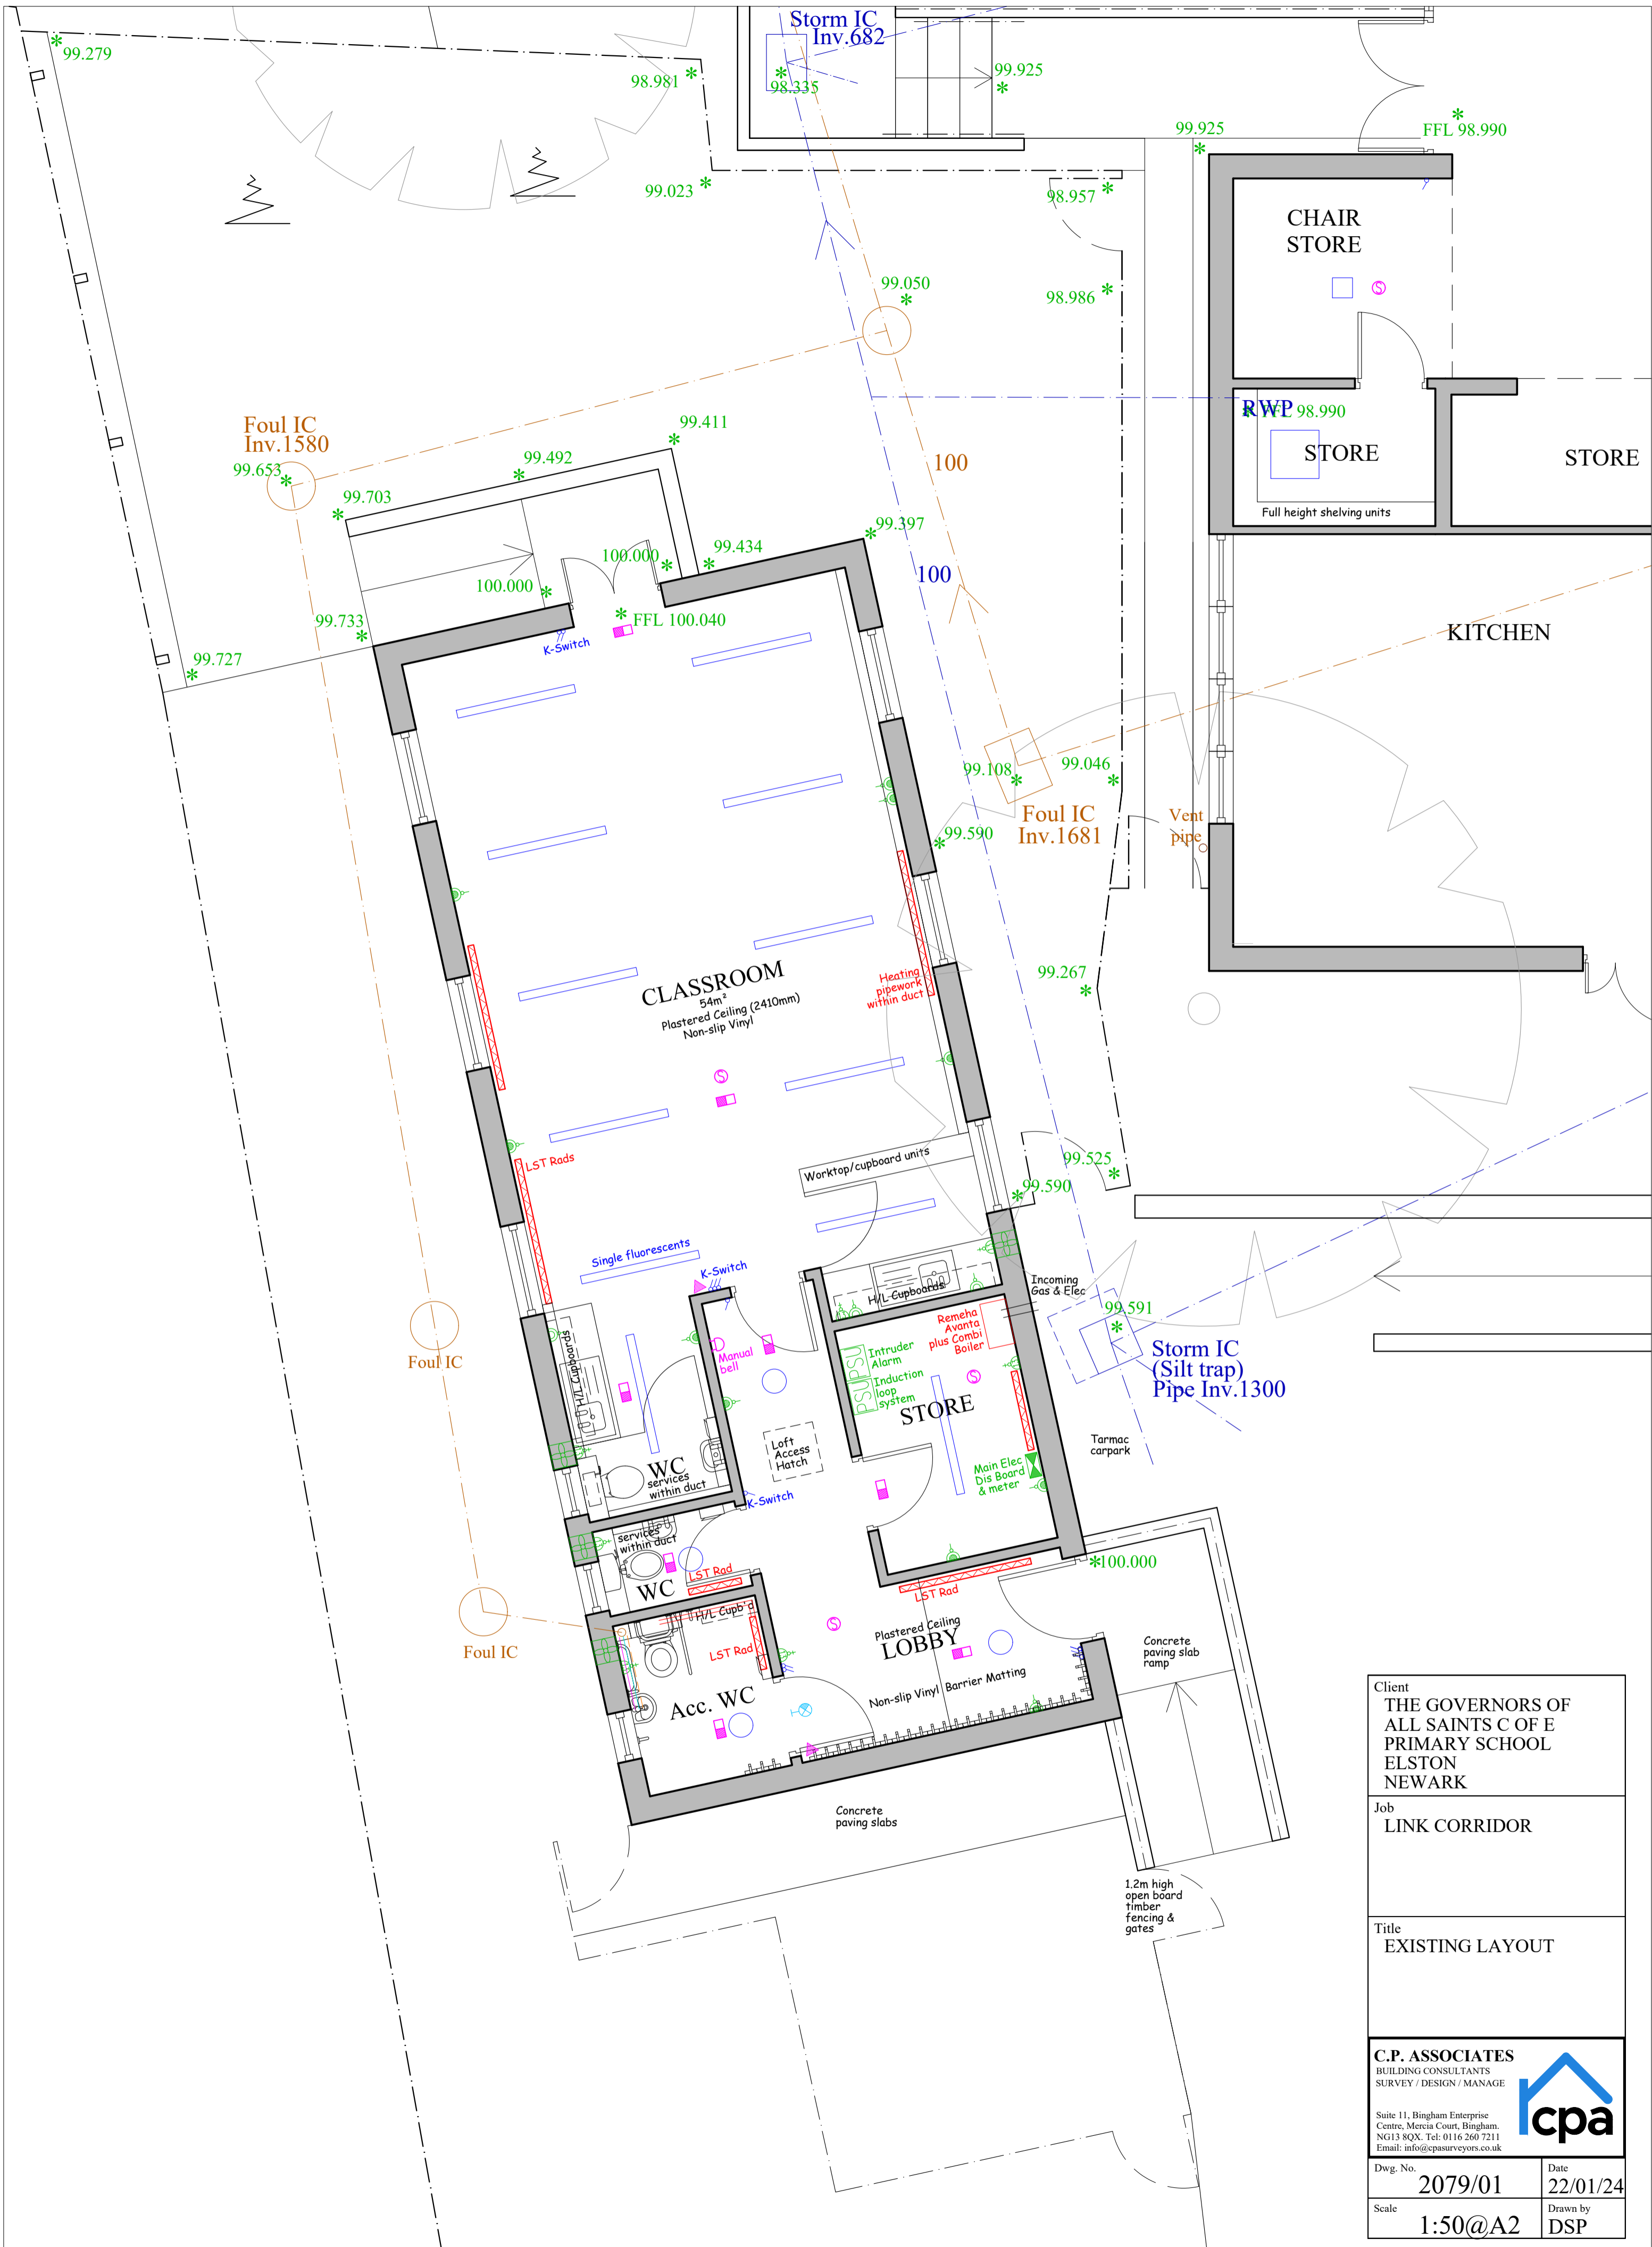 Storm IC
Inv.682
99.279
98.981
98.335
99.925
99.925
FFL 98.990
99.023
98.957
CHAIR
STORE
99.050
98.986
Foul IC
Inv.1580
99.411
RWP
FFL 98.990
99.653
99.492
100
STORE
STORE
99.703
Full height shelving units
99.397
99.434
100.000
100
100.000
99.733
FFL 100.040
KITCHEN
K-Switch
99.727
99.108
99.046
Foul IC
Inv.1681
Vent
pipe
99.590
CLASSROOM
54m²
Plastered Ceiling (2410mm)
Non-slip Vinyl
Heating
pipework
within duct
99.267
LST Rads
Worktop/cupboard units
99.525
99.590
Single fluorescents
K-Switch
H/L Cupboards
Incoming
Gas & Elec
99.591
Foul IC
H/L Cupboards
Manual
bell
Intruder
Alarm
PSU
Induction
loop
system
PSU
Remeha
Avanta
plus Combi
Boiler
Storm IC
(Silt trap)
Pipe Inv.1300
STORE
Loft
Access
Hatch
Tarmac
carpark
WC
services
within duct
Main Elec
Dis Board
& meter
K-Switch
services
within duct
WC
LST Rad
100.000
LST Rad
H/L Cupb'd
Foul IC
LST Rad
Plastered Ceiling
LOBBY
Non-slip Vinyl
Barrier Matting
Concrete
paving slab
ramp
Acc. WC
Concrete
paving slabs
1.2m high
open board
timber
fencing &
gates
Client
THE GOVERNORS OF
ALL SAINTS C OF E
PRIMARY SCHOOL
ELSTON
NEWARK
Job
LINK CORRIDOR
Title
EXISTING LAYOUT
C.P. ASSOCIATES
BUILDING CONSULTANTS
SURVEY / DESIGN / MANAGE
Suite 11, Bingham Enterprise
Centre, Mercia Court, Bingham.
NG13 8QX. Tel: 0116 260 7211
Email: info@cpasurveyors.co.uk
cpa
Dwg. No.
2079/01
Date
22/01/24
Scale
1:50@A2
Drawn by
DSP